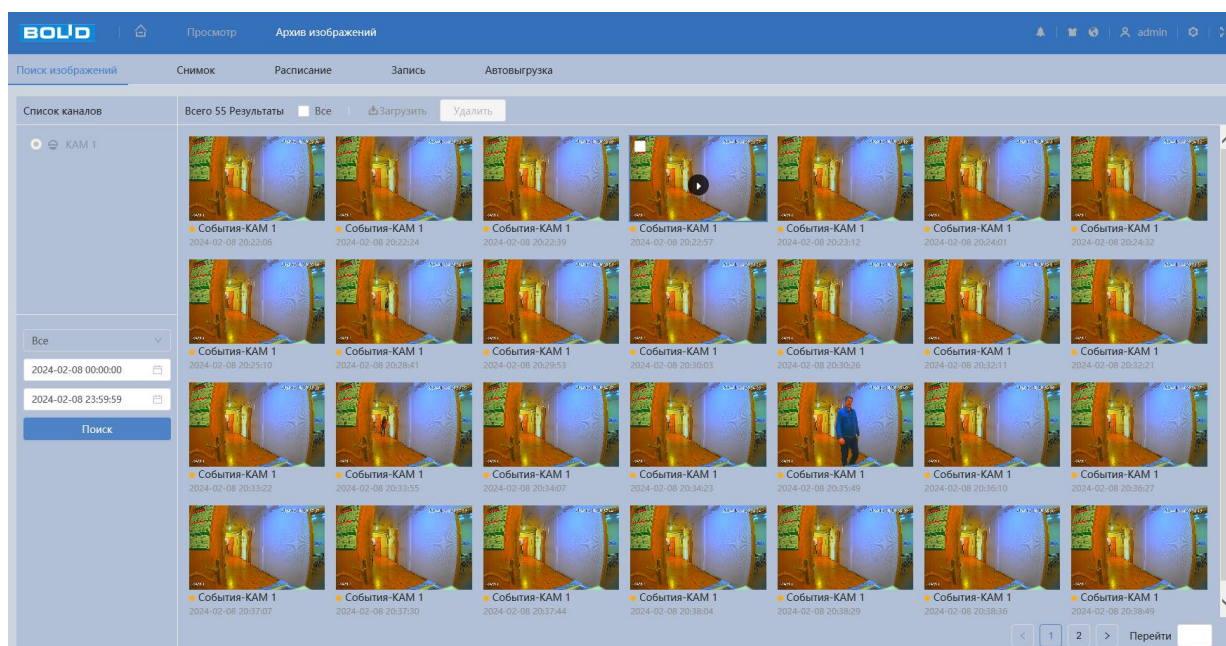 BOLID Просмотр Архив изображений admin
Поиск изображений Снимок Расписание Запись Автовыгрузка
Список каналов Всего 55 Результаты Все Загрузить Удалить
КАМ 1
События-КАМ 1 События-КАМ 1 События-КАМ 1 События-КАМ 1 События-КАМ 1 События-КАМ 1 События-КАМ 1
2024-02-08 20:22:06 2024-02-08 20:22:24 2024-02-08 20:22:39 2024-02-08 20:22:57 2024-02-08 20:23:12 2024-02-08 20:24:01 2024-02-08 20:24:32
Все
События-КАМ 1 События-КАМ 1 События-КАМ 1 События-КАМ 1 События-КАМ 1 События-КАМ 1 События-КАМ 1
2024-02-08 00:00:00 2024-02-08 20:25:10 2024-02-08 20:28:41 2024-02-08 20:29:53 2024-02-08 20:30:03 2024-02-08 20:30:26 2024-02-08 20:32:11 2024-02-08 20:32:21
2024-02-08 23:59:59
Поиск
События-КАМ 1 События-КАМ 1 События-КАМ 1 События-КАМ 1 События-КАМ 1 События-КАМ 1 События-КАМ 1
2024-02-08 20:33:22 2024-02-08 20:33:55 2024-02-08 20:34:07 2024-02-08 20:34:23 2024-02-08 20:35:49 2024-02-08 20:36:10 2024-02-08 20:36:27
События-КАМ 1 События-КАМ 1 События-КАМ 1 События-КАМ 1 События-КАМ 1 События-КАМ 1 События-КАМ 1
2024-02-08 20:37:07 2024-02-08 20:37:30 2024-02-08 20:37:44 2024-02-08 20:38:04 2024-02-08 20:38:29 2024-02-08 20:38:36 2024-02-08 20:38:49
< 1 2 > Перейти